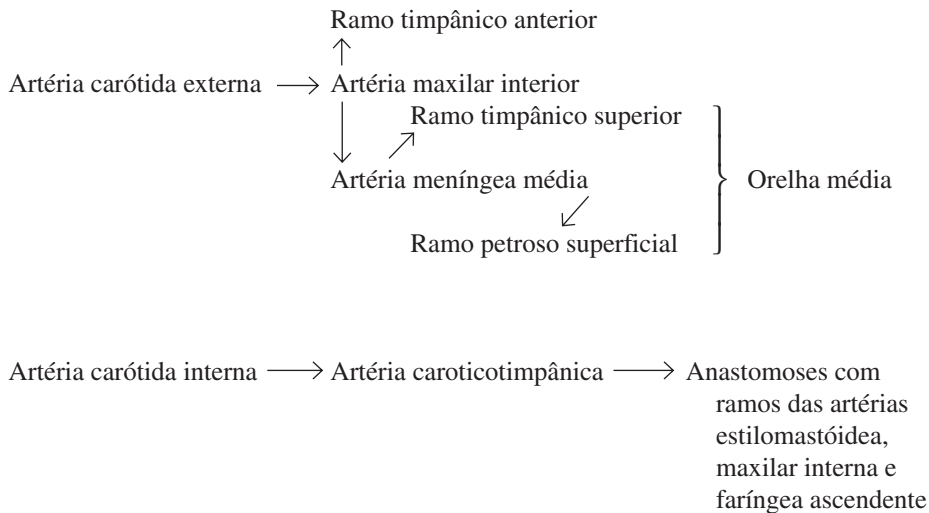 Ramo timpânico anterior
Artéria carótida externa → Artéria maxilar interior
Ramo timpânico superior
Artéria meníngea média
Orelha média
Ramo petroso superficial
Artéria carótida interna → Artéria caroticotimpânica → Anastomoses com
ramos das artérias
estilomastóidea,
maxilar interna e
faríngea ascendente